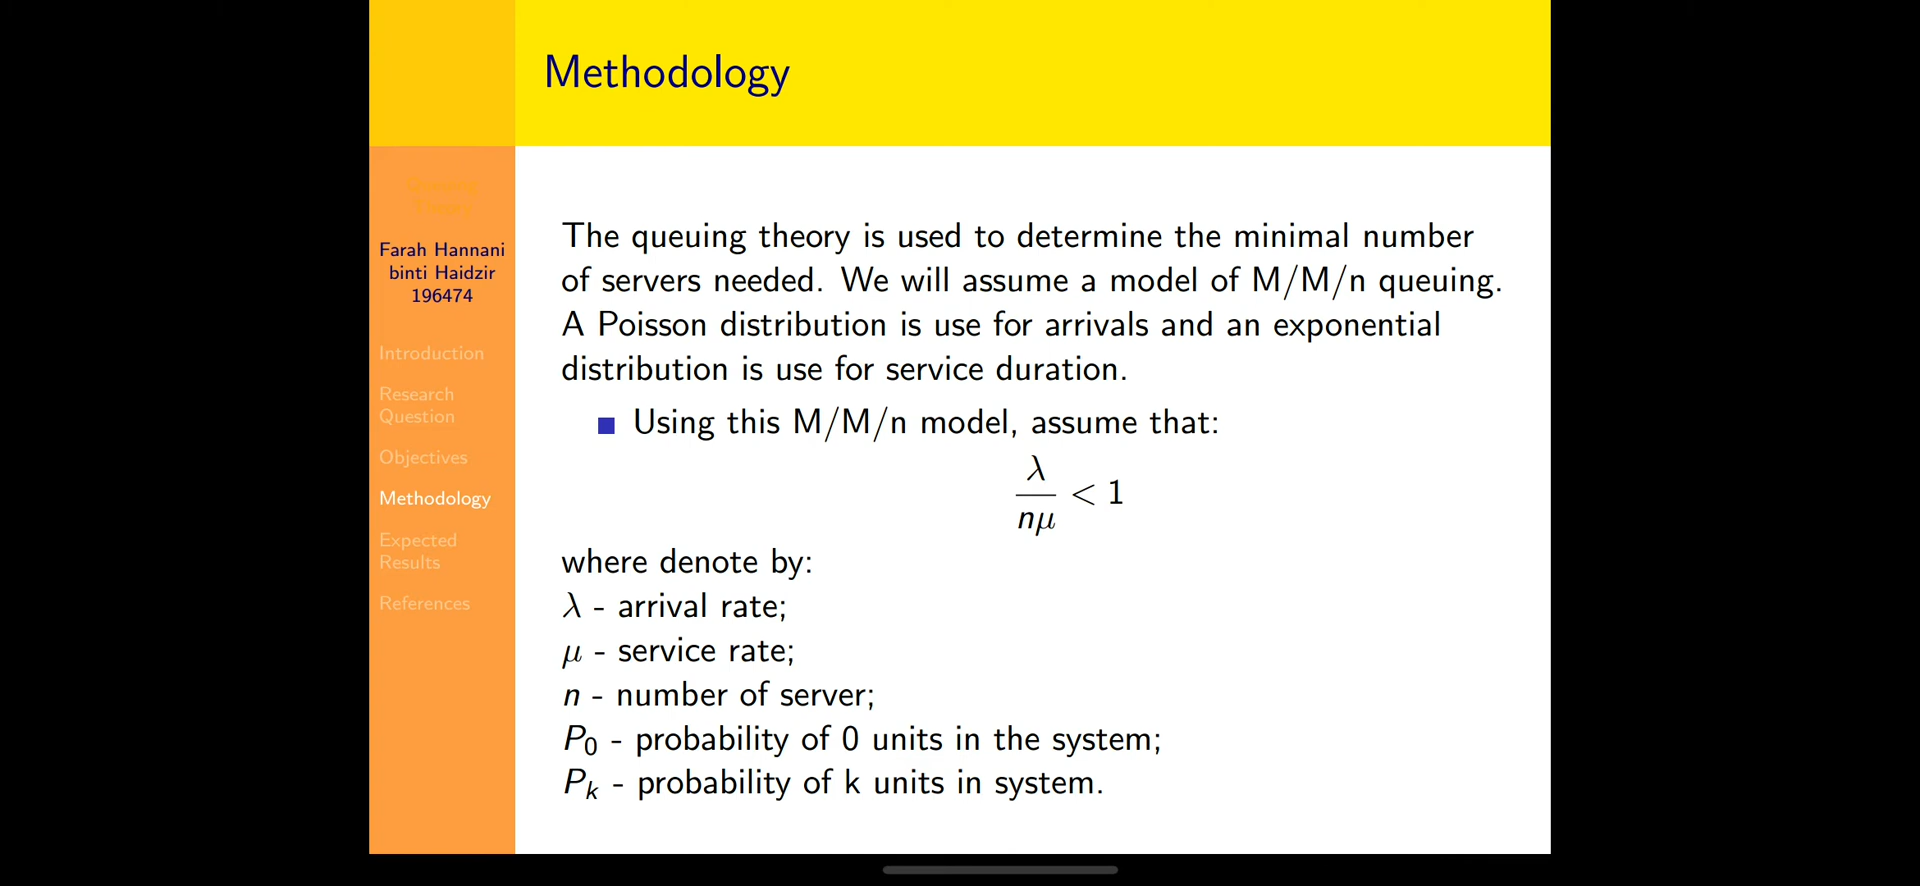 Methodology
Queuing
Theory
Farah Hannani
binti Haidzir
196474
Introduction
Research
Question
Objectives
Methodology
Expected
Results
References
The queuing theory is used to determine the minimal number
of servers needed. We will assume a model of M/M/n queuing.
A Poisson distribution is use for arrivals and an exponential
distribution is use for service duration.
Using this M/M/n model, assume that:
λ
nμ
< 1
where denote by:
λ - arrival rate;
μ - service rate;
n - number of server;
P₀ - probability of 0 units in the system;
Pₖ - probability of k units in system.